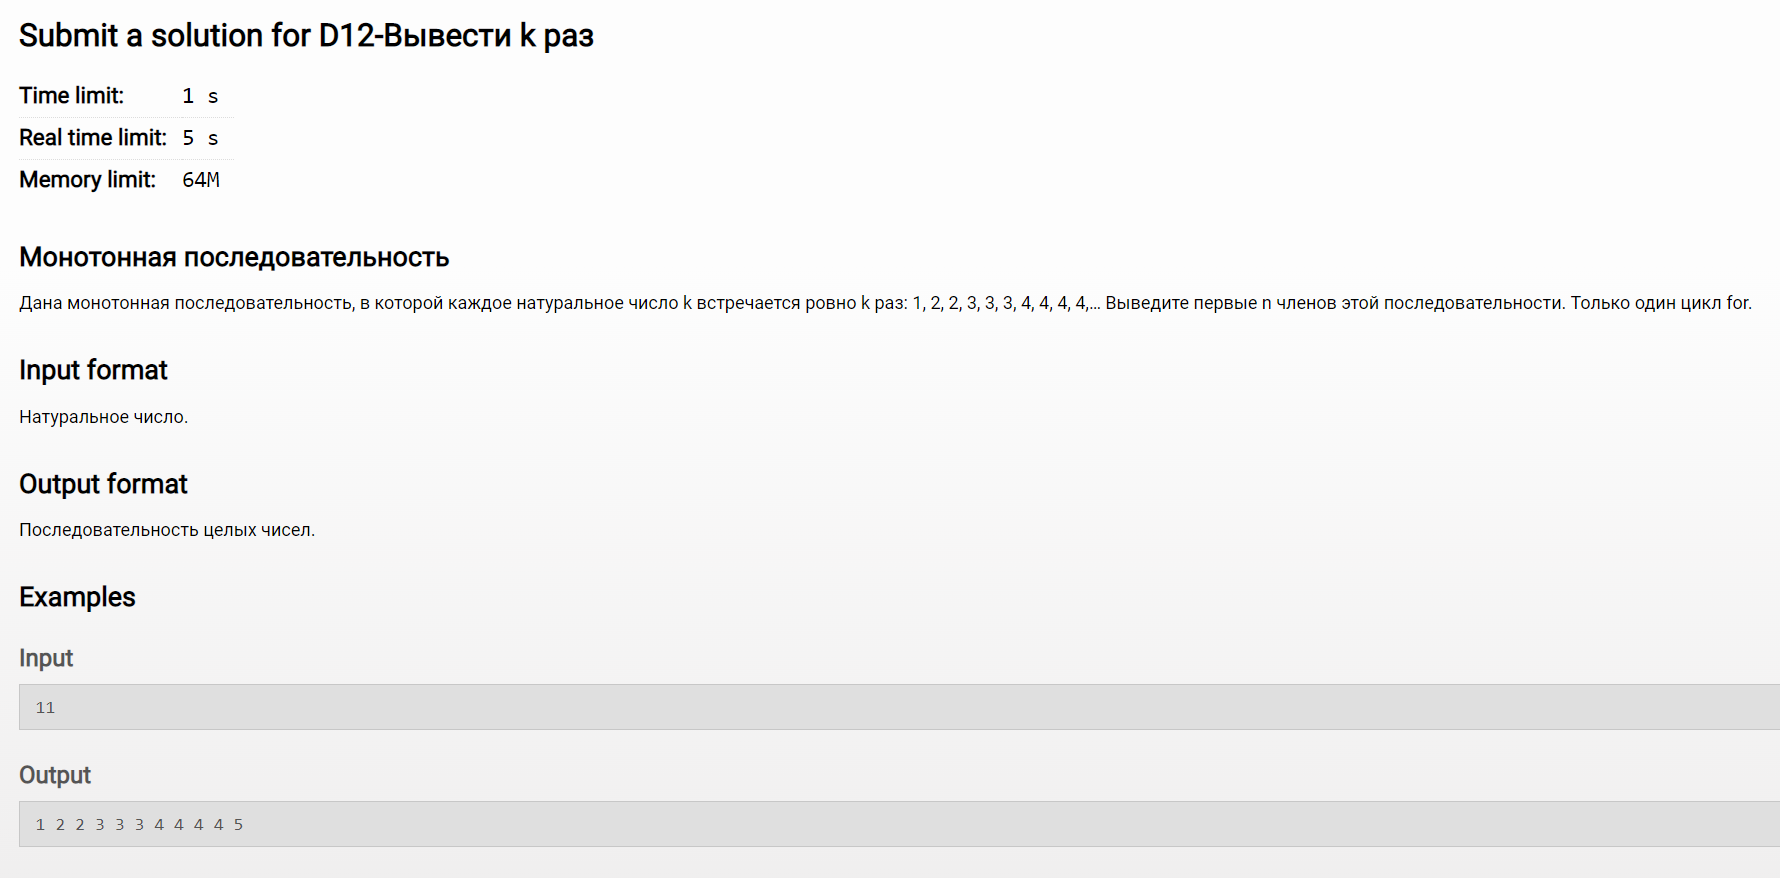 Submit a solution for D12-Вывести k раз
Time limit: 1 s
Real time limit: 5 s
Memory limit: 64M
Монотонная последовательность
Дана монотонная последовательность, в которой каждое натуральное число k встречается ровно k раз: 1, 2, 2, 3, 3, 3, 4, 4, 4, 4,... Выведите первые n членов этой последовательности. Только один цикл for.
Input format
Натуральное число.
Output format
Последовательность целых чисел.
Examples
Input
11
Output
1 2 2 3 3 3 4 4 4 4 5